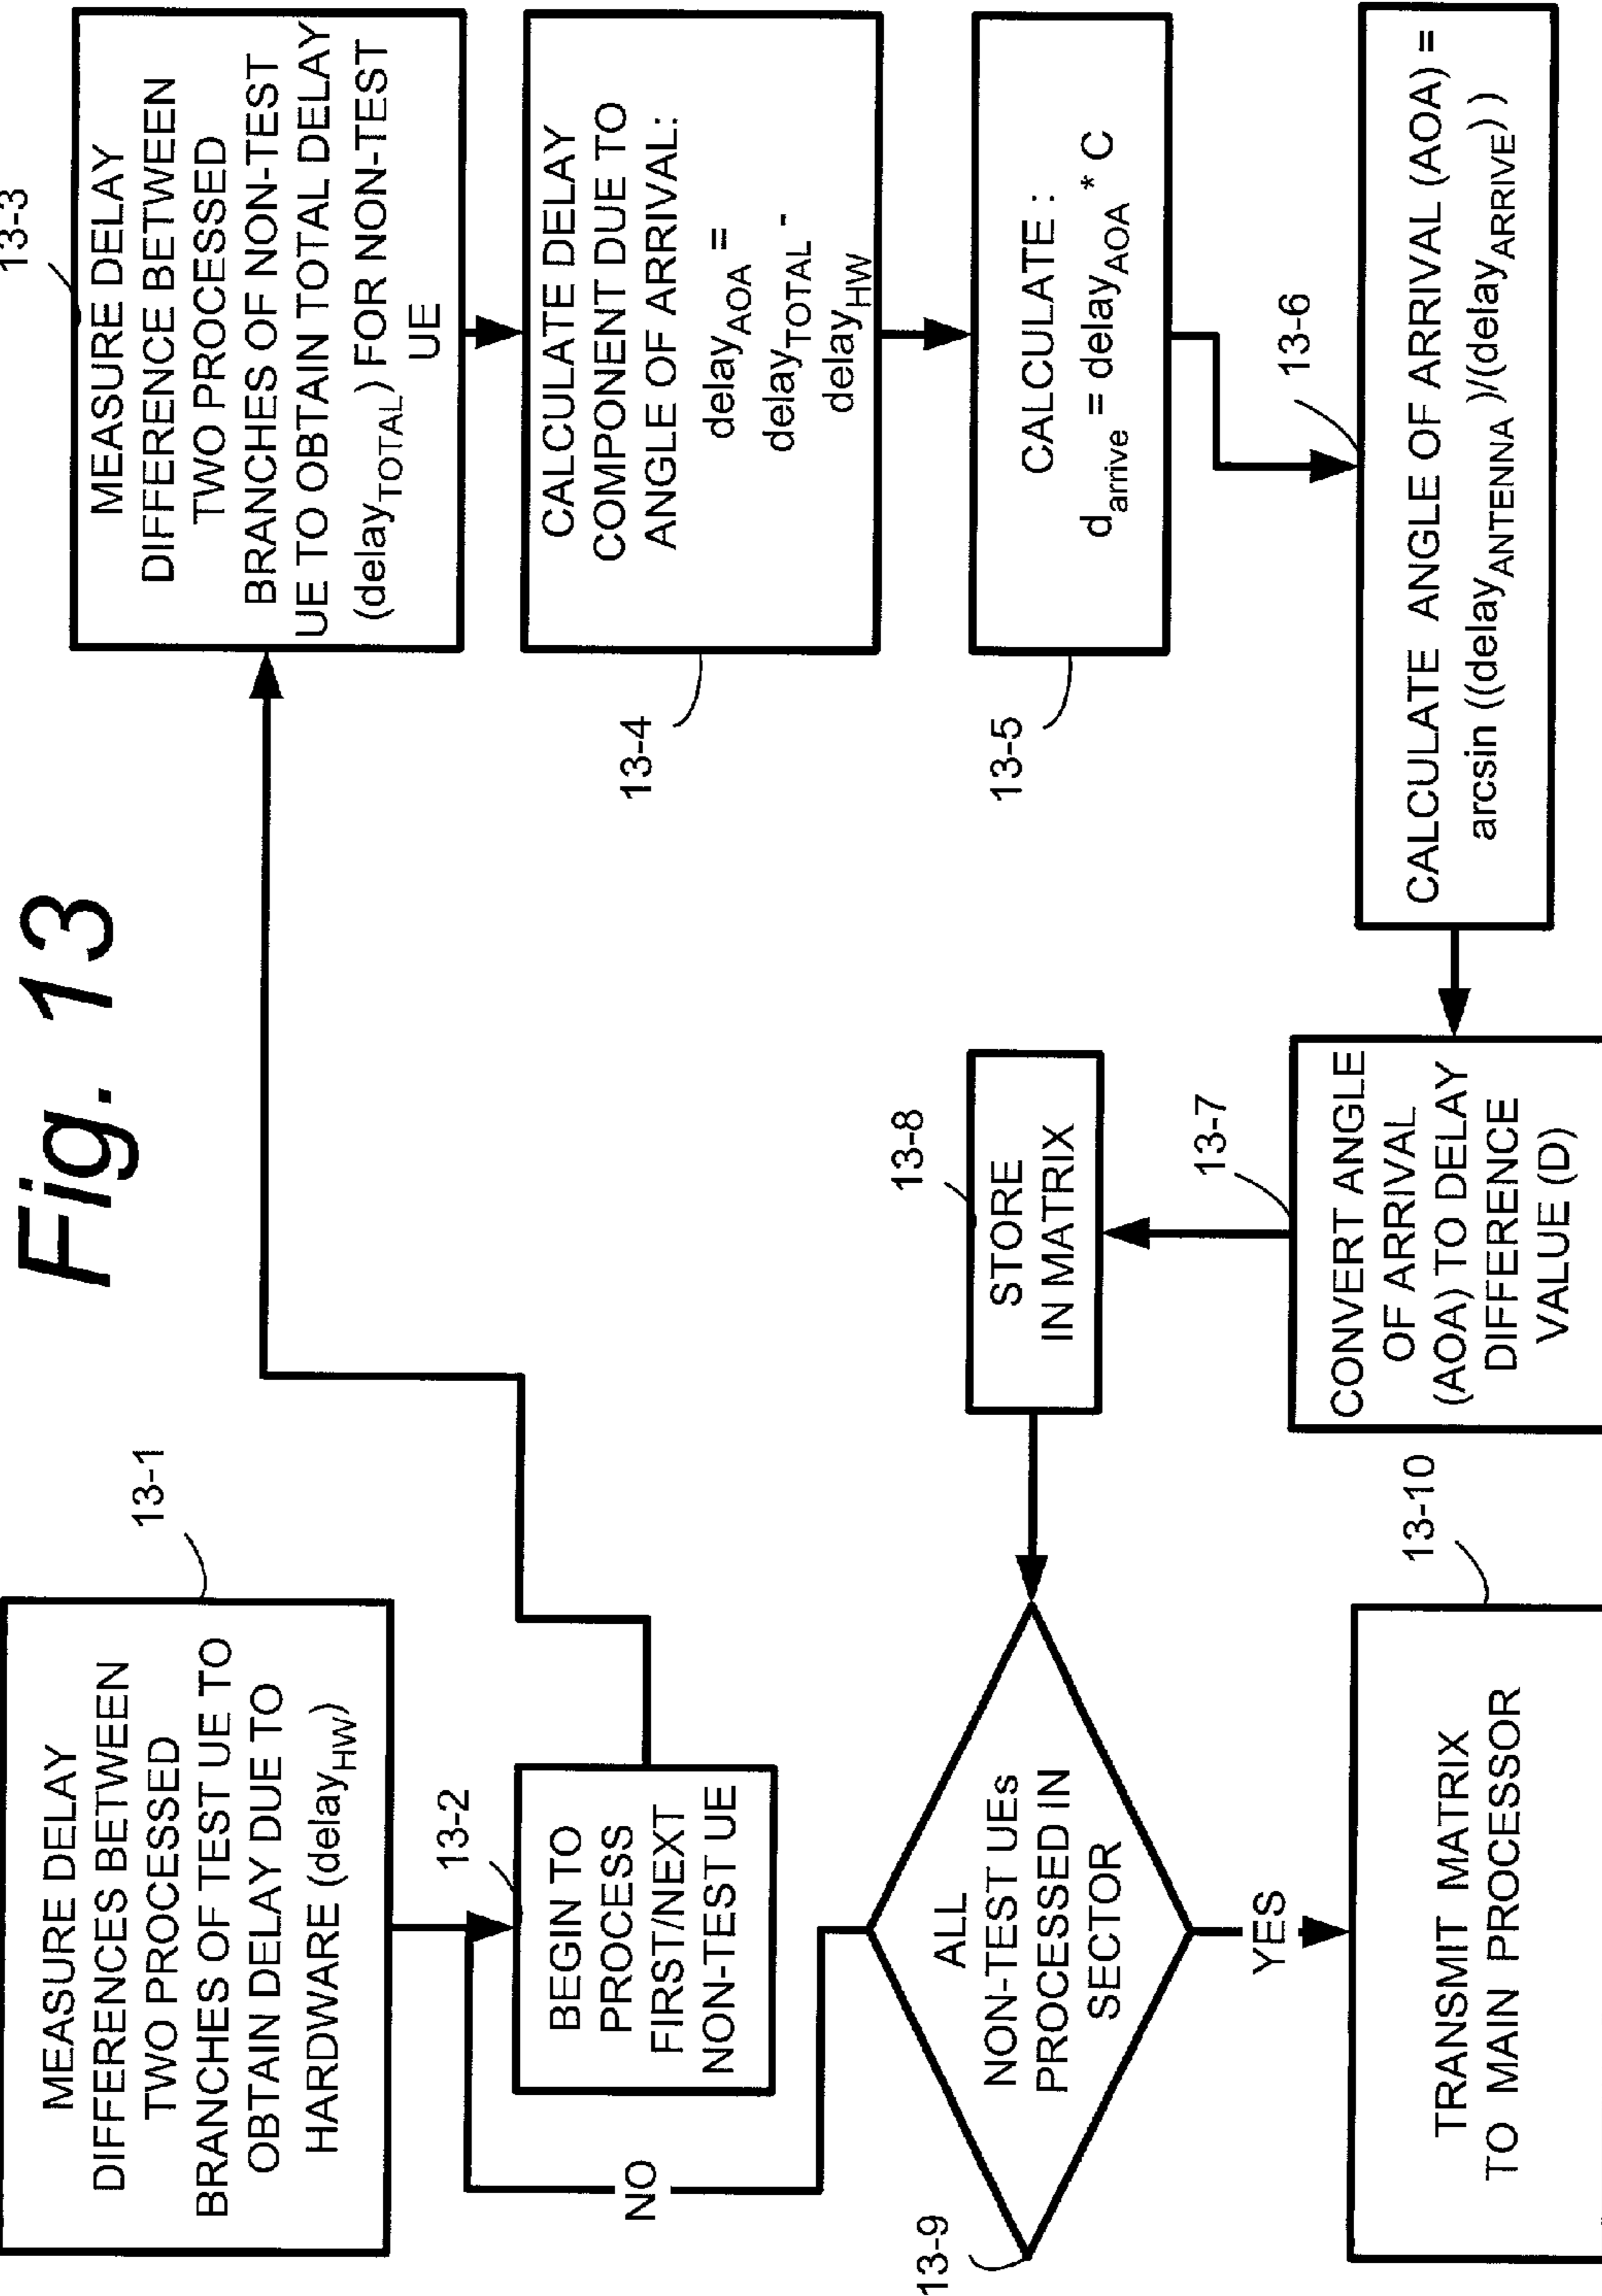 Fig. 13
13-1
MEASURE DELAY
DIFFERENCES BETWEEN
TWO PROCESSED
BRANCHES OF TEST UE TO
OBTAIN DELAY DUE TO
HARDWARE (delayHW)
13-2
BEGIN TO
PROCESS
FIRST/NEXT
NON-TEST UE
13-3
MEASURE DELAY
DIFFERENCE BETWEEN
TWO PROCESSED
BRANCHES OF NON-TEST
UE TO OBTAIN TOTAL DELAY
(delayTOTAL) FOR NON-TEST
UE
13-4
CALCULATE DELAY
COMPONENT DUE TO
ANGLE OF ARRIVAL:
delayAOA =
delayTOTAL -
delayHW
13-5
CALCULATE :
darrive = delayAOA * C
13-6
CALCULATE ANGLE OF ARRIVAL (AOA) =
arcsin ((delayANTENNA )/(delayARRIVE))
13-7
CONVERT ANGLE
OF ARRIVAL
(AOA) TO DELAY
DIFFERENCE
VALUE (D)
13-8
STORE
IN MATRIX
13-9
ALL
NON-TEST UEs
PROCESSED IN
SECTOR
NO
YES
13-10
TRANSMIT MATRIX
TO MAIN PROCESSOR